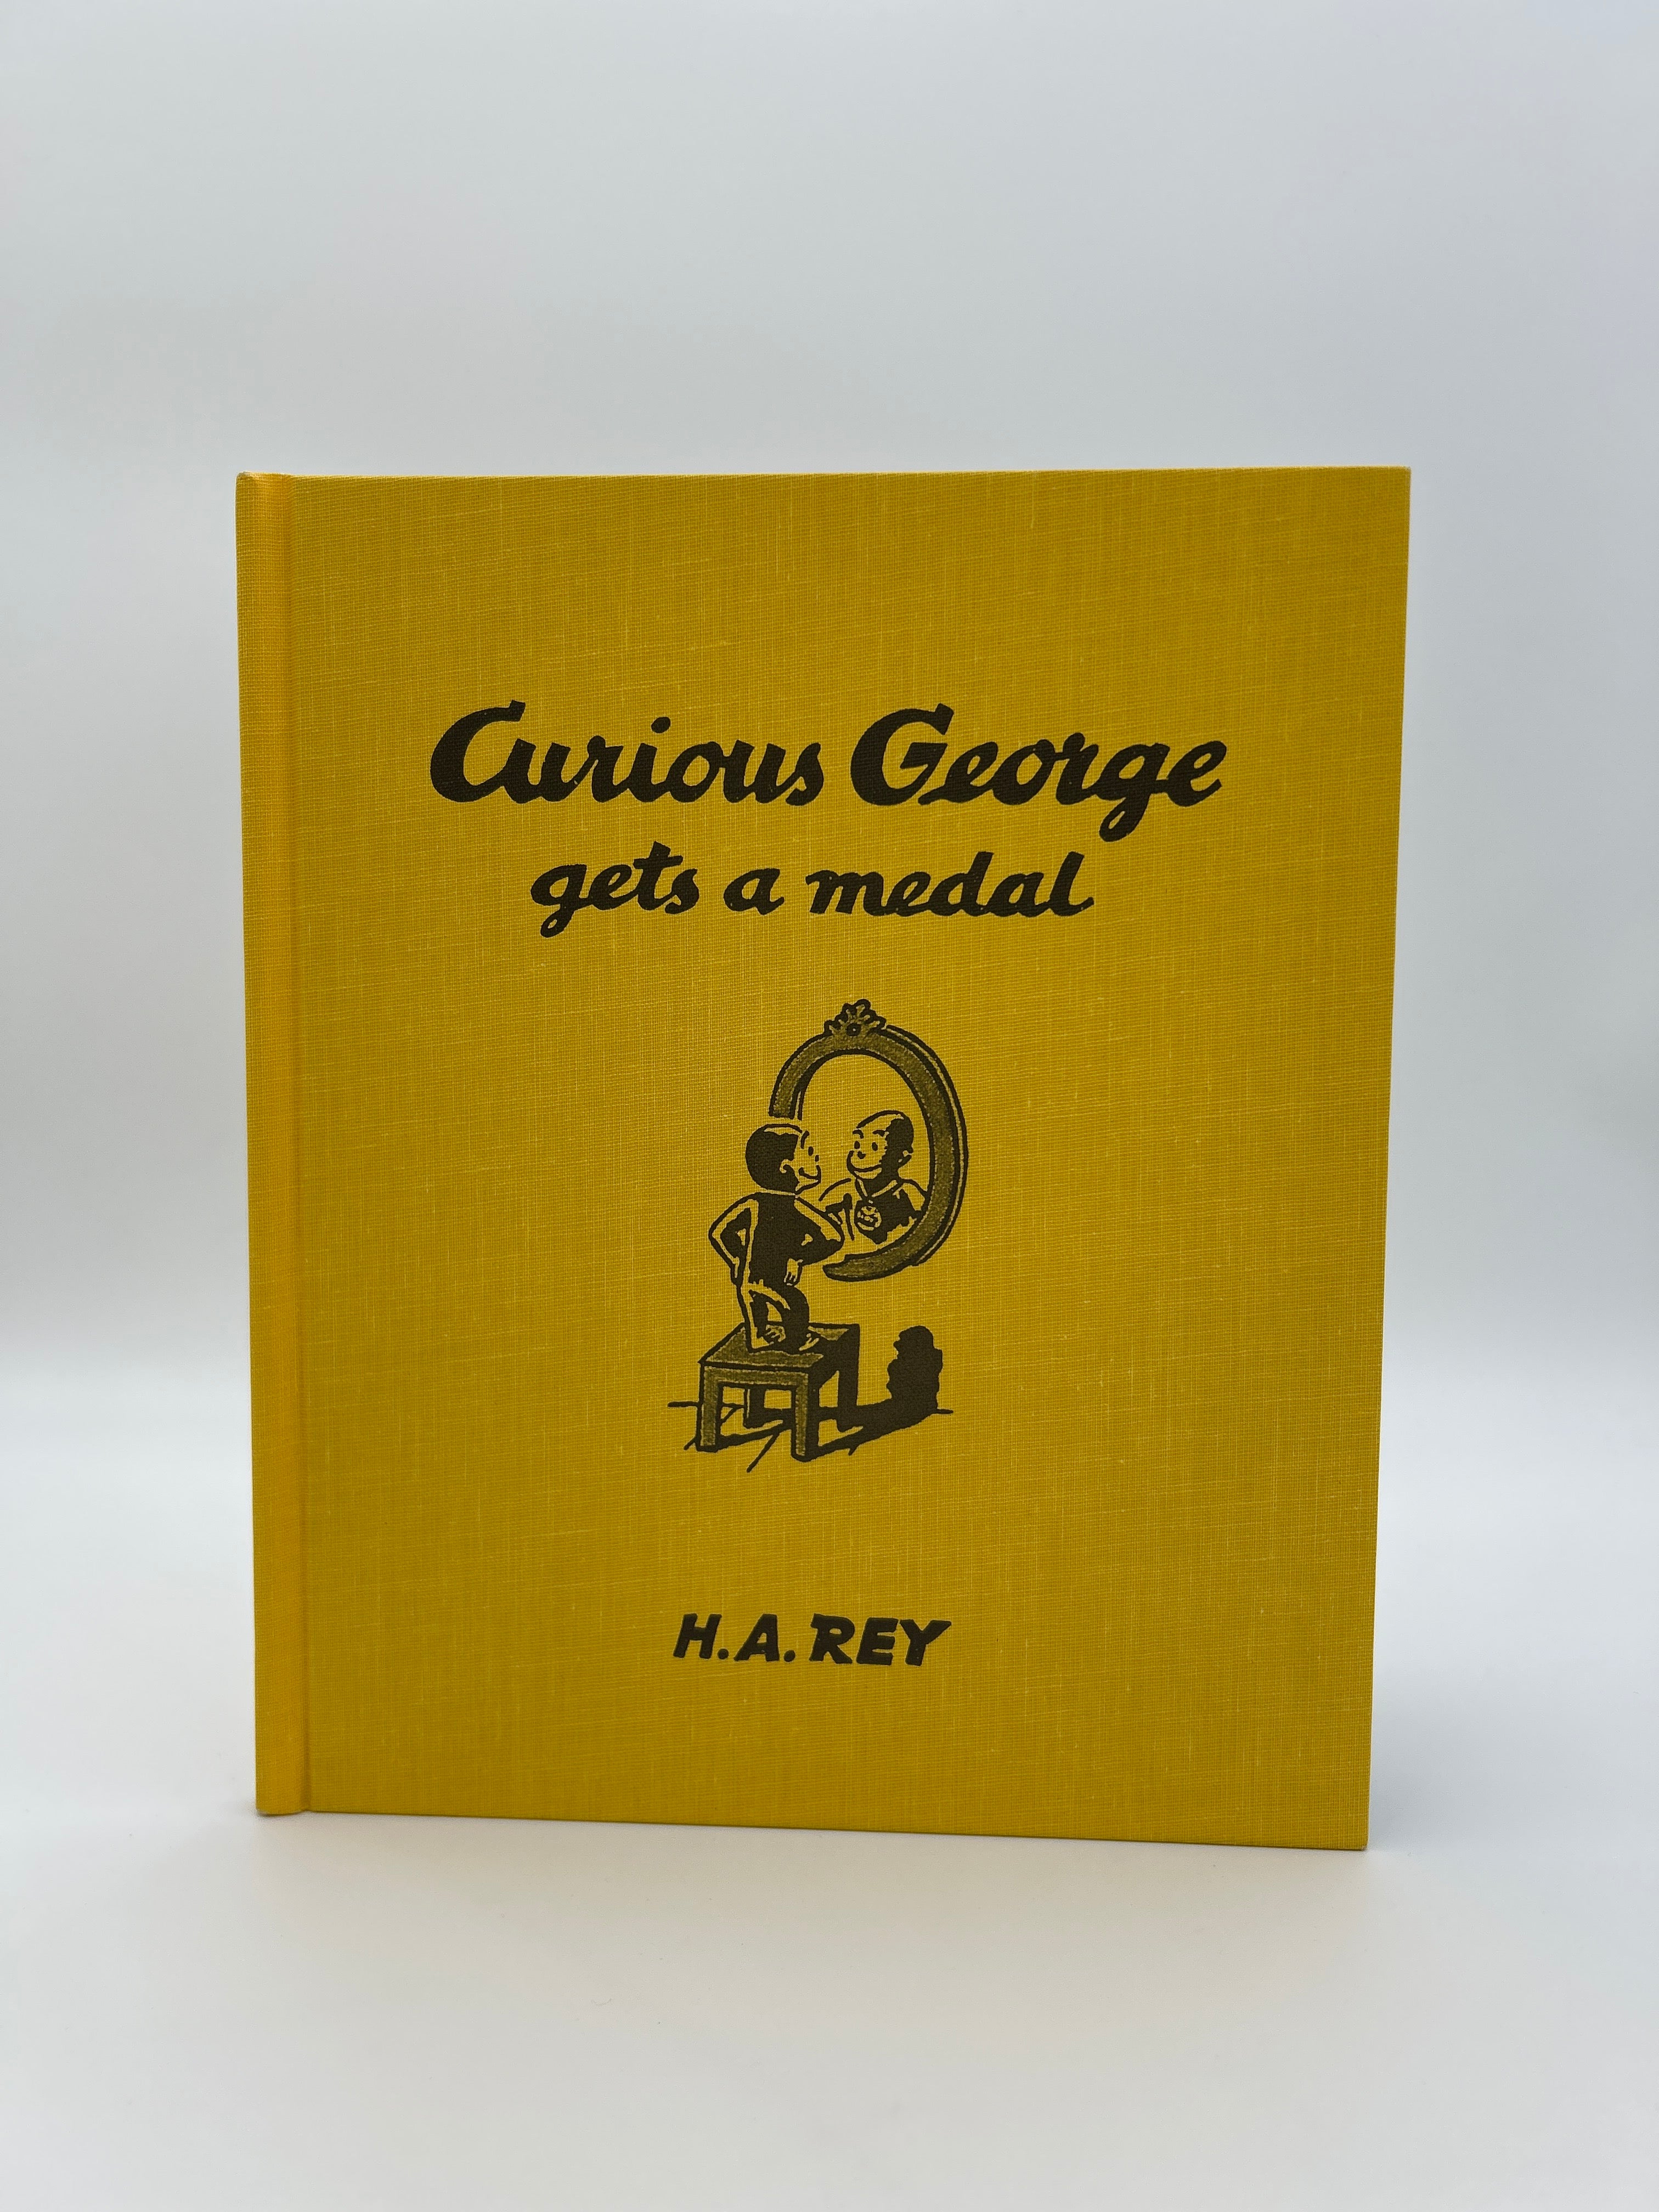 Curious George
gets a medal
H.A. REY